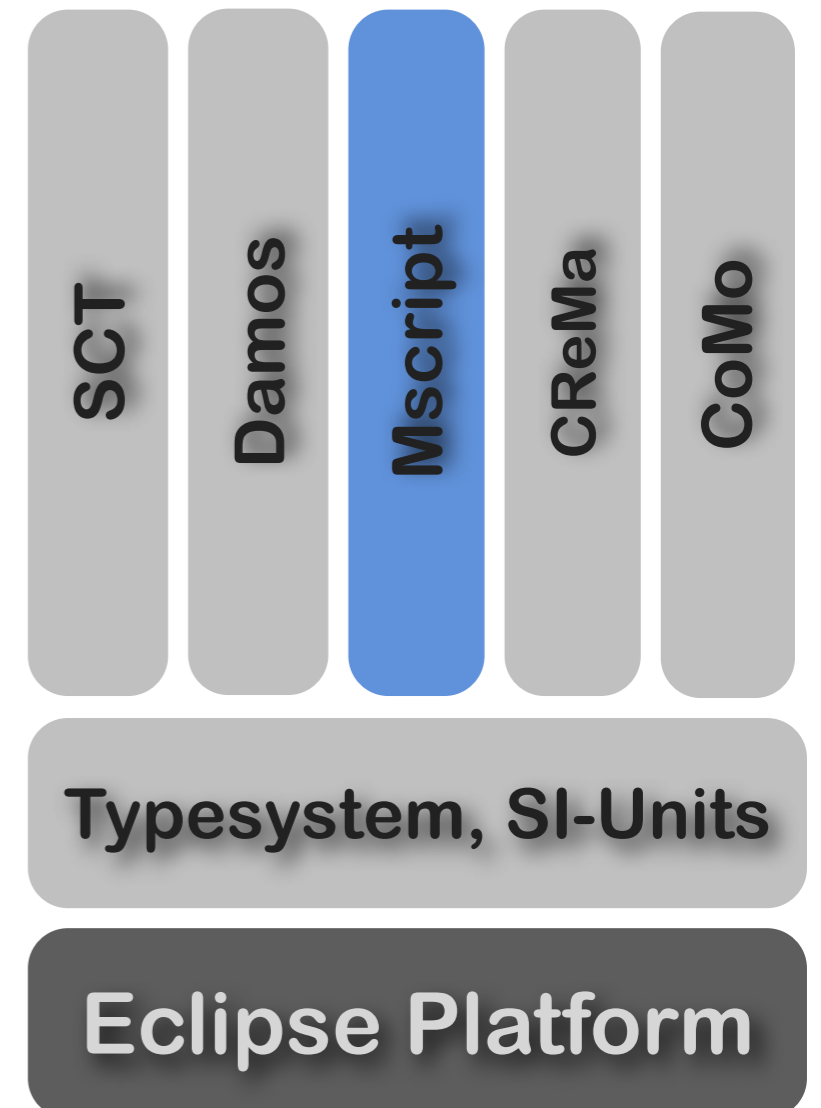 SCT
Damos
Mscript
CReMa
CoMo
Typesystem, SI-Units
Eclipse Platform